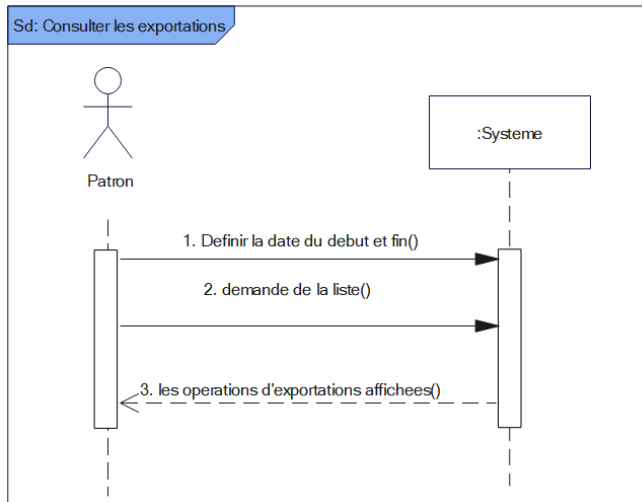 Sd: Consulter les exportations
:Systeme
Patron
1. Definir la date du debut et fin()
2. demande de la liste()
3. les operations d'exportations affichees()